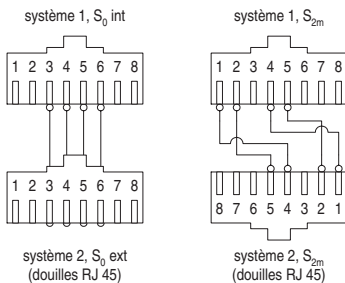 système 1, S0 int
système 1, S2m
1 2 3 4 5 6 7 8
1 2 3 4 5 6 7 8
1 2 3 4 5 6 7 8
8 7 6 5 4 3 2 1
système 2, S0 ext
(douilles RJ 45)
système 2, S2m
(douilles RJ 45)